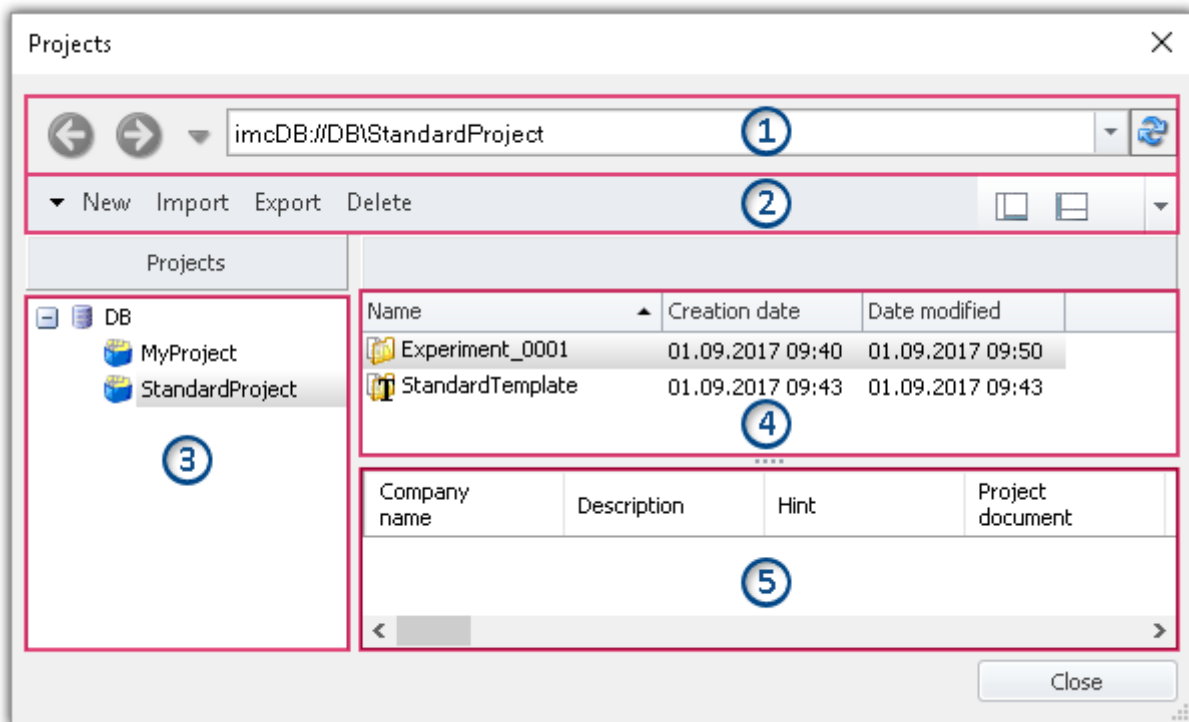 Projects
imcDB://DB\StandardProject
1
New Import Export Delete
2
Projects
DB
MyProject
StandardProject
3
Name Creation date Date modified
Experiment_0001 01.09.2017 09:40 01.09.2017 09:50
StandardTemplate 01.09.2017 09:43 01.09.2017 09:43
4
Company
name Description Hint Project
document
5
Close